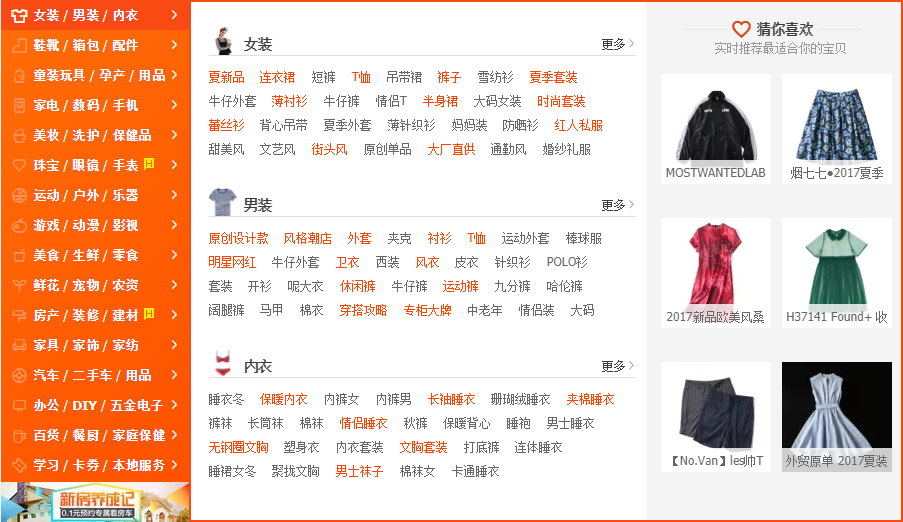 女装 / 男装 / 内衣
鞋靴 / 箱包 / 配件
童装玩具 / 孕产 / 用品
家电 / 数码 / 手机
美妆 / 洗护 / 保健品
珠宝 / 眼镜 / 手表 H
运动 / 户外 / 乐器
游戏 / 动漫 / 影视
美食 / 生鲜 / 零食
鲜花 / 宠物 / 农资
房产 / 装修 / 建材 H
家具 / 家饰 / 家纺
汽车 / 二手车 / 用品
办公 / DIY / 五金电子
百货 / 餐厨 / 家庭保健
学习 / 卡券 / 本地服务
新房养成记
0.1元预约专属看房车
女装 更多
夏新品 连衣裙 短裤 T恤 吊带裙 裤子 雪纺衫 夏季套装
牛仔外套 薄衬衫 牛仔裤 情侣T 半身裙 大码女装 时尚套装
蕾丝衫 背心吊带 夏季外套 薄针织衫 妈妈装 防晒衫 红人私服
甜美风 文艺风 街头风 原创单品 大厂直供 通勤风 婚纱礼服
男装 更多
原创设计款 风格潮店 外套 夹克 衬衫 T恤 运动外套 棒球服
明星网红 牛仔外套 卫衣 西装 风衣 皮衣 针织衫 POLO衫
套装 开衫 呢大衣 休闲裤 牛仔裤 运动裤 九分裤 哈伦裤
阔腿裤 马甲 棉衣 穿搭攻略 专柜大牌 中老年 情侣装 大码
内衣 更多
睡衣冬 保暖内衣 内裤女 内裤男 长袖睡衣 珊瑚绒睡衣 夹棉睡衣
裤袜 长筒袜 棉袜 情侣睡衣 秋裤 保暖背心 睡袍 男士睡衣
无钢圈文胸 塑身衣 内衣套装 文胸套装 打底裤 连体睡衣
睡裙女冬 聚拢文胸 男士袜子 棉袜女 卡通睡衣
猜你喜欢
实时推荐最适合你的宝贝
MOSTWANTEDLAB
烟七七●2017夏季
2017新品欧美风桑
H37141 Found+ 收
【No.Van】les帅T
外贸原单 2017夏装